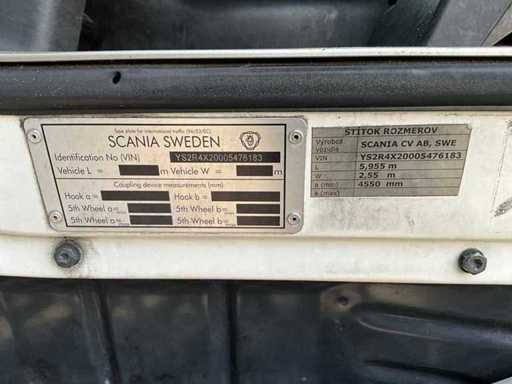 Size plate for international traffic (96/53/EC)
SCANIA SWEDEN
Identification No (VIN) YS2R4X20005476183
Vehicle L = m Vehicle W = m
Coupling device measurements (mm)
Hook a = Hook b =
5th Wheel a= 5th Wheel b=
5th Wheel a= 5th Wheel b=
ŠTÍTOK ROZMEROV
Výrobca vozidla SCANIA CV AB, SWE
VIN YS2R4X20005476183
L 5,955 m
W 2,55 m
a (min) 4550 mm
a (max)